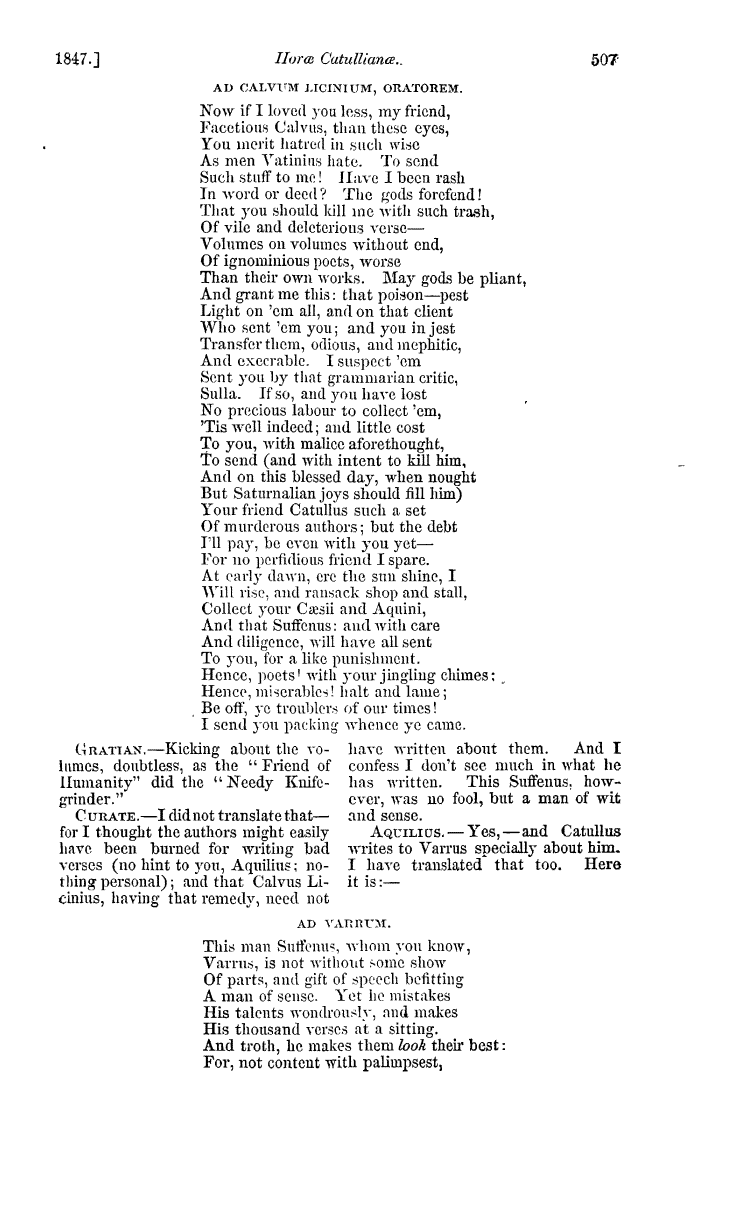 1847.] Horæ Catullianæ. 507
AD CALVUM LICINIUM, ORATOREM.
Now if I loved you less, my friend,
Facetious Calvus, than these eyes,
You merit hatred in such wise
As men Vatinius hate. To send
Such stuff to me! Have I been rash
In word or deed? The gods forefend!
That you should kill me with such trash,
Of vile and deleterious verse—
Volumes on volumes without end,
Of ignominious poets, worse
Than their own works. May gods be pliant,
And grant me this: that poison—pest
Light on 'em all, and on that client
Who sent 'em you; and you in jest
Transfer them, odious, and mephitic,
And execrable. I suspect 'em
Sent you by that grammarian critic,
Sulla. If so, and you have lost
No precious labour to collect 'em,
'Tis well indeed; and little cost
To you, with malice aforethought,
To send (and with intent to kill him,
And on this blessed day, when nought
But Saturnalian joys should fill him)
Your friend Catullus such a set
Of murderous authors; but the debt
I'll pay, be even with you yet—
For no perfidious friend I spare.
At early dawn, ere the sun shine, I
Will rise, and ransack shop and stall,
Collect your Cæsii and Aquini,
And that Suffenus: and with care
And diligence, will have all sent
To you, for a like punishment.
Hence, poets! with your jingling chimes:
Hence, miserables! halt and lame;
Be off, ye troublers of our times!
I send you packing whence ye came.
GRATIAN.—Kicking about the vo-
lumes, doubtless, as the "Friend of
Humanity" did the "Needy Knife-
grinder."
CURATE.—I did not translate that—
for I thought the authors might easily
have been burned for writing bad
verses (no hint to you, Aquilius; no-
thing personal); and that Calvus Li-
cinius, having that remedy, need not
have written about them. And I
confess I don't see much in what he
has written. This Suffenus, how-
ever, was no fool, but a man of wit
and sense.
AQUILIUS.—Yes,—and Catullus
writes to Varrus specially about him.
I have translated that too. Here
it is:—
AD VARRUM.
This man Suffenus, whom you know,
Varrus, is not without some show
Of parts, and gift of speech befitting
A man of sense. Yet he mistakes
His talents wondrously, and makes
His thousand verses at a sitting.
And troth, he makes them look their best:
For, not content with palimpsest,